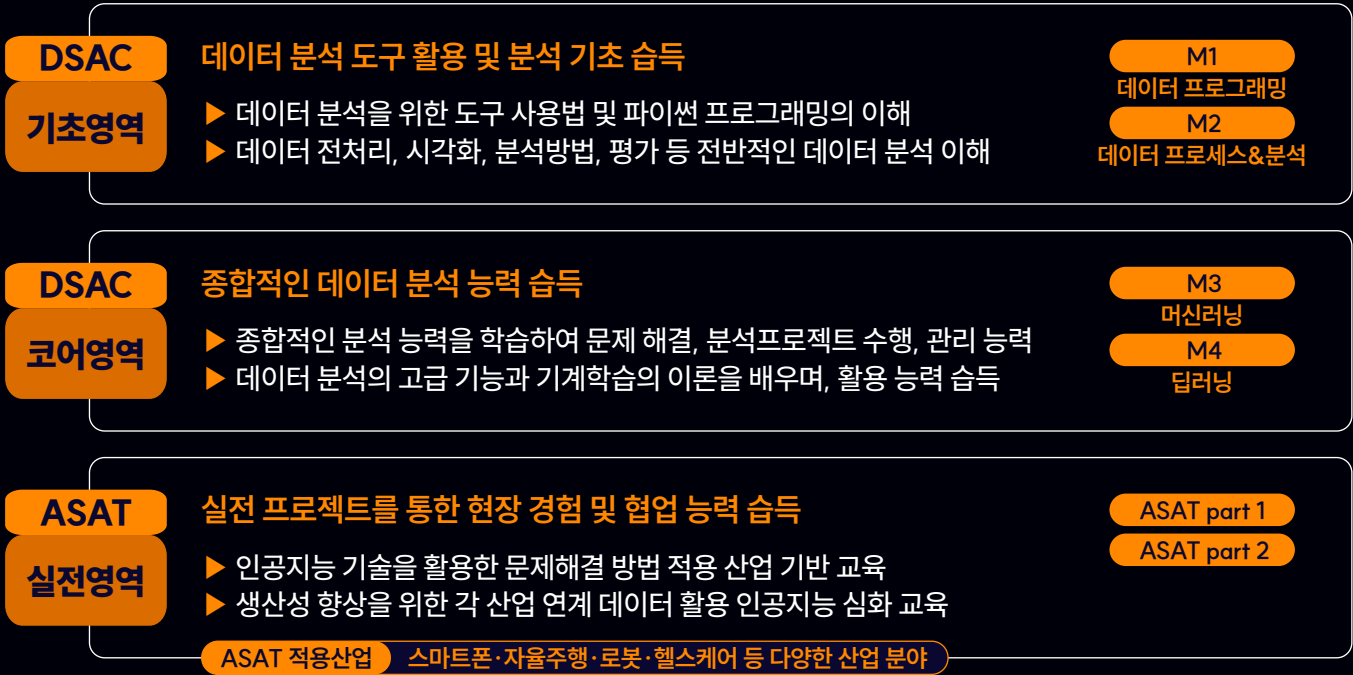 DSAC
기초영역
데이터 분석 도구 활용 및 분석 기초 습득
▶ 데이터 분석을 위한 도구 사용법 및 파이썬 프로그래밍의 이해
▶ 데이터 전처리, 시각화, 분석방법, 평가 등 전반적인 데이터 분석 이해
M1
데이터 프로그래밍
M2
데이터 프로세스&분석
DSAC
코어영역
종합적인 데이터 분석 능력 습득
▶ 종합적인 분석 능력을 학습하여 문제 해결, 분석프로젝트 수행, 관리 능력
▶ 데이터 분석의 고급 기능과 기계학습의 이론을 배우며, 활용 능력 습득
M3
머신러닝
M4
딥러닝
ASAT
실전영역
실전 프로젝트를 통한 현장 경험 및 협업 능력 습득
▶ 인공지능 기술을 활용한 문제해결 방법 적용 산업 기반 교육
▶ 생산성 향상을 위한 각 산업 연계 데이터 활용 인공지능 심화 교육
ASAT part 1
ASAT part 2
ASAT 적용산업 스마트폰·자율주행·로봇·헬스케어 등 다양한 산업 분야